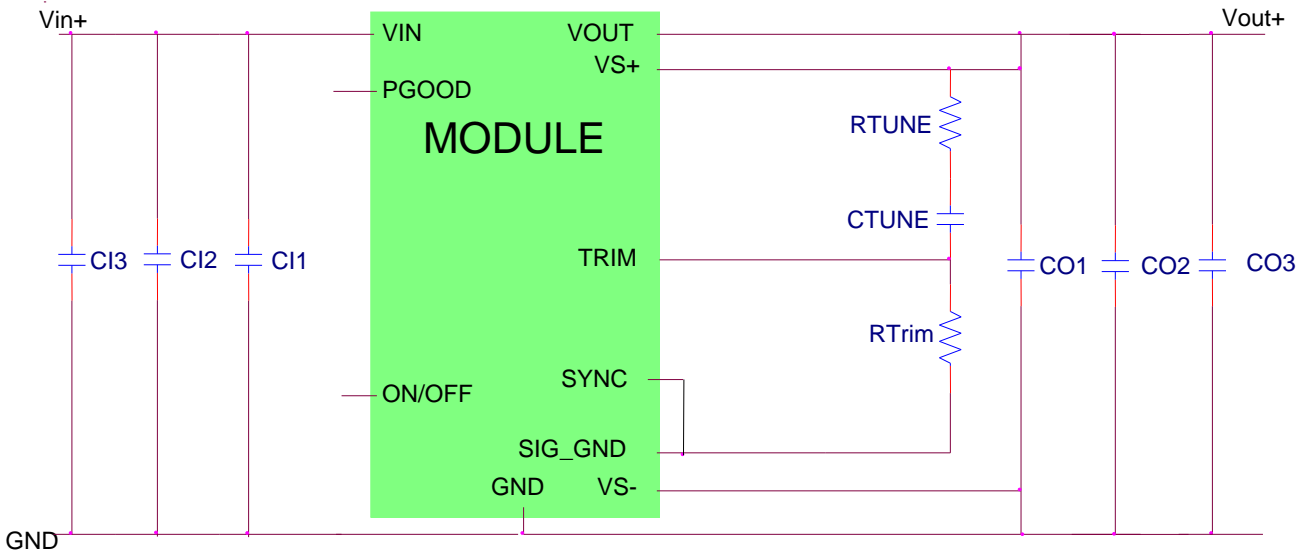 Vin+
Vout+
VIN
VOUT
VS+
PGOOD
MODULE
RTUNE
CTUNE
TRIM
CI3
CI2
CI1
CO1
CO2
CO3
RTrim
SYNC
ON/OFF
SIG_GND
GND
VS-
GND